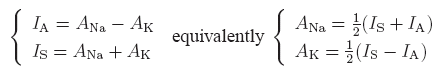 { I_A = A_Na − A_K equivalently { A_Na = ½(I_S + I_A)
I_S = A_Na + A_K A_K = ½(I_S − I_A)